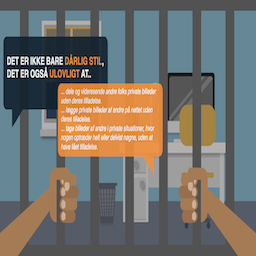 DET ER IKKE BARE DÅRLIG STIL,
DET ER OGSÅ ULOVLIGT AT..
... dele og videresende andre folks private billeder
uden deres tilladelse.
... lægge private billeder af andre på nettet uden
deres tilladelse.
... tage billeder af andre i private situationer, hvor
nogen optræder helt eller delvist nøgne, uden at
have fået tilladelse.